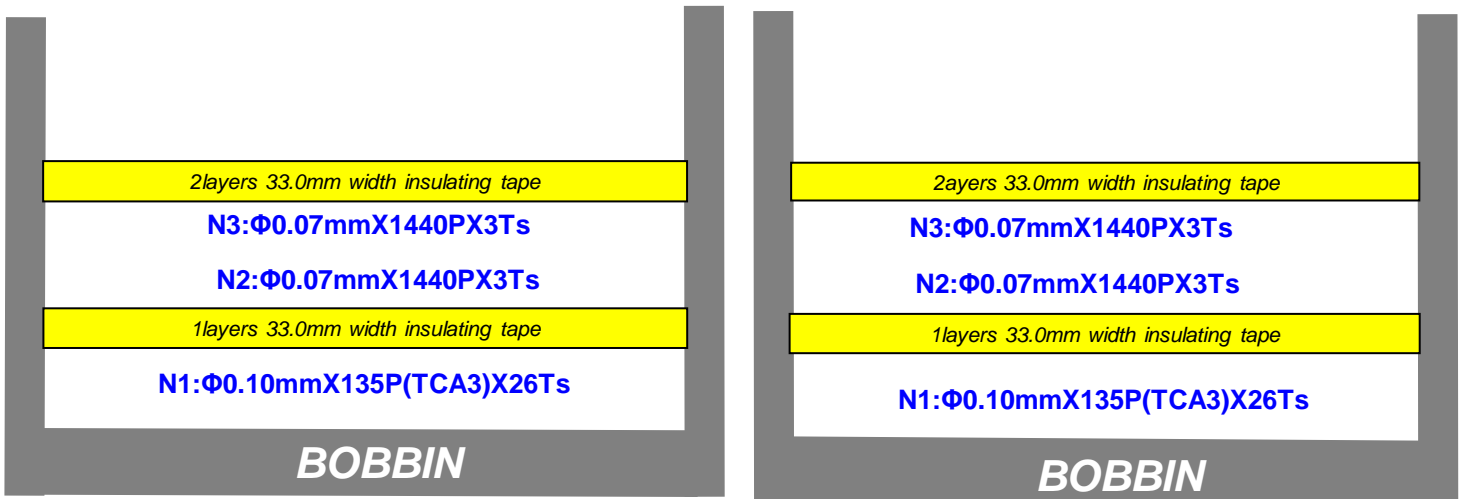 2layers 33.0mm width insulating tape
N3:Φ0.07mmX1440PX3Ts
N2:Φ0.07mmX1440PX3Ts
1layers 33.0mm width insulating tape
N1:Φ0.10mmX135P(TCA3)X26Ts
BOBBIN
2ayers 33.0mm width insulating tape
N3:Φ0.07mmX1440PX3Ts
N2:Φ0.07mmX1440PX3Ts
1layers 33.0mm width insulating tape
N1:Φ0.10mmX135P(TCA3)X26Ts
BOBBIN